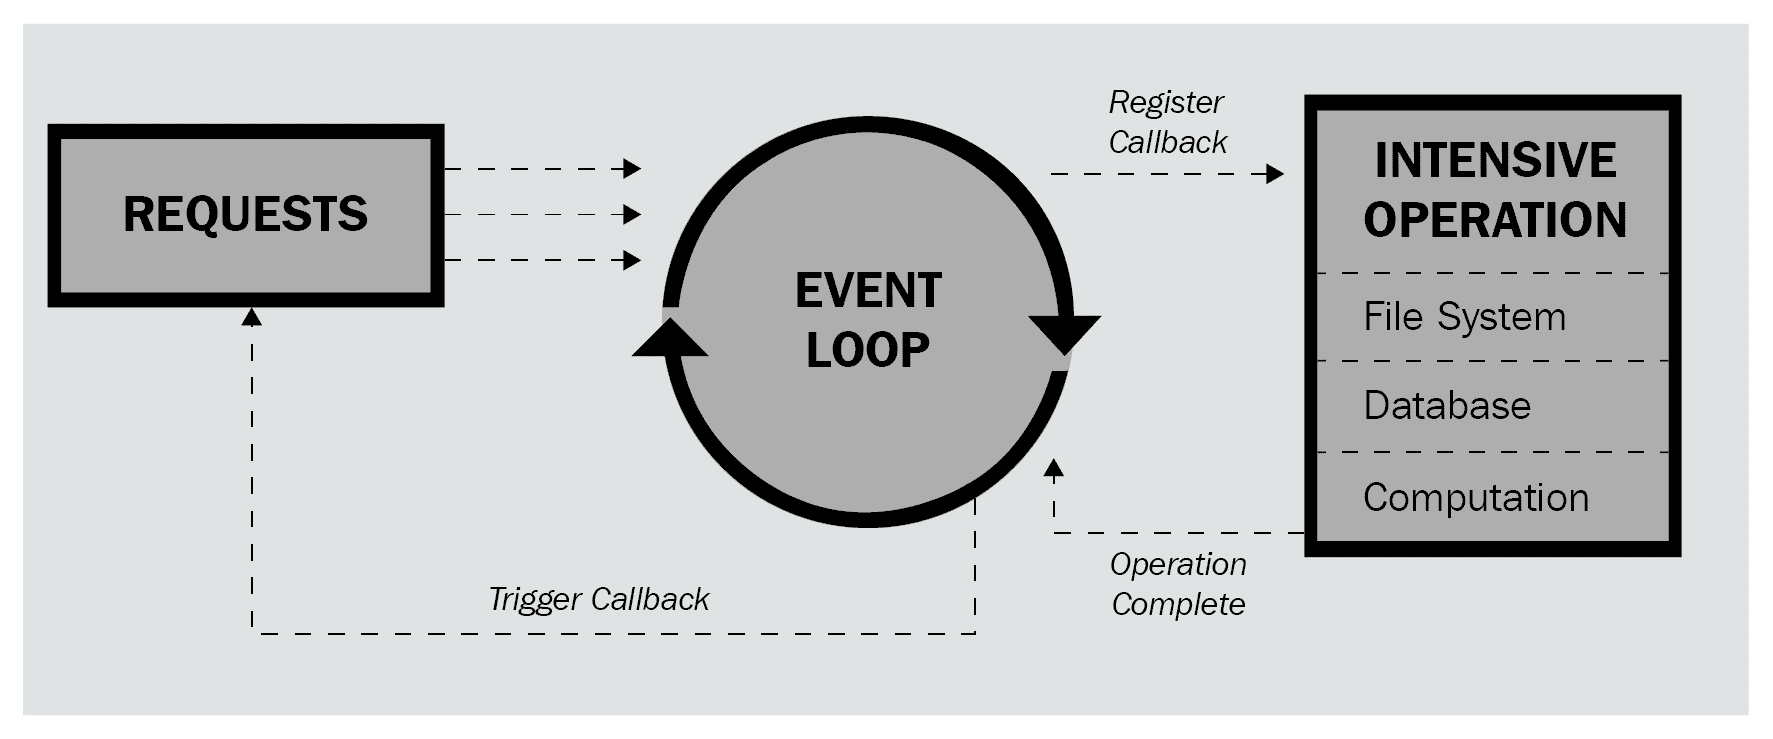 REQUESTS
EVENT
LOOP
Register
Callback
INTENSIVE
OPERATION
File System
Database
Computation
Operation
Complete
Trigger Callback